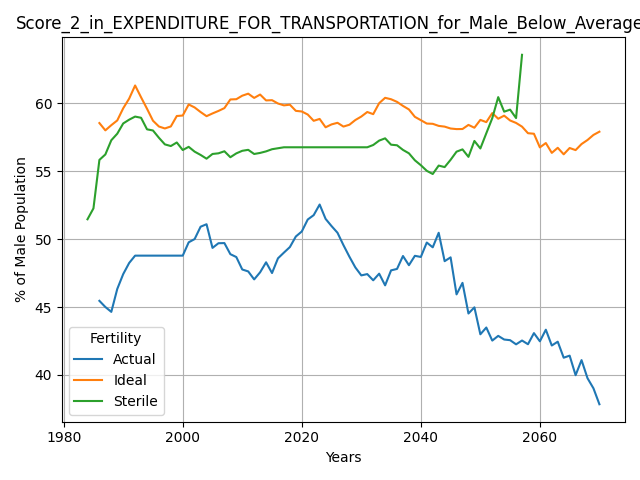 Score_2_in_EXPENDITURE_FOR_TRANSPORTATION_for_Male_Below_Average
60
55
50
45
40
% of Male Population
Fertility
Actual
Ideal
Sterile
1980 2000 2020 2040 2060
Years